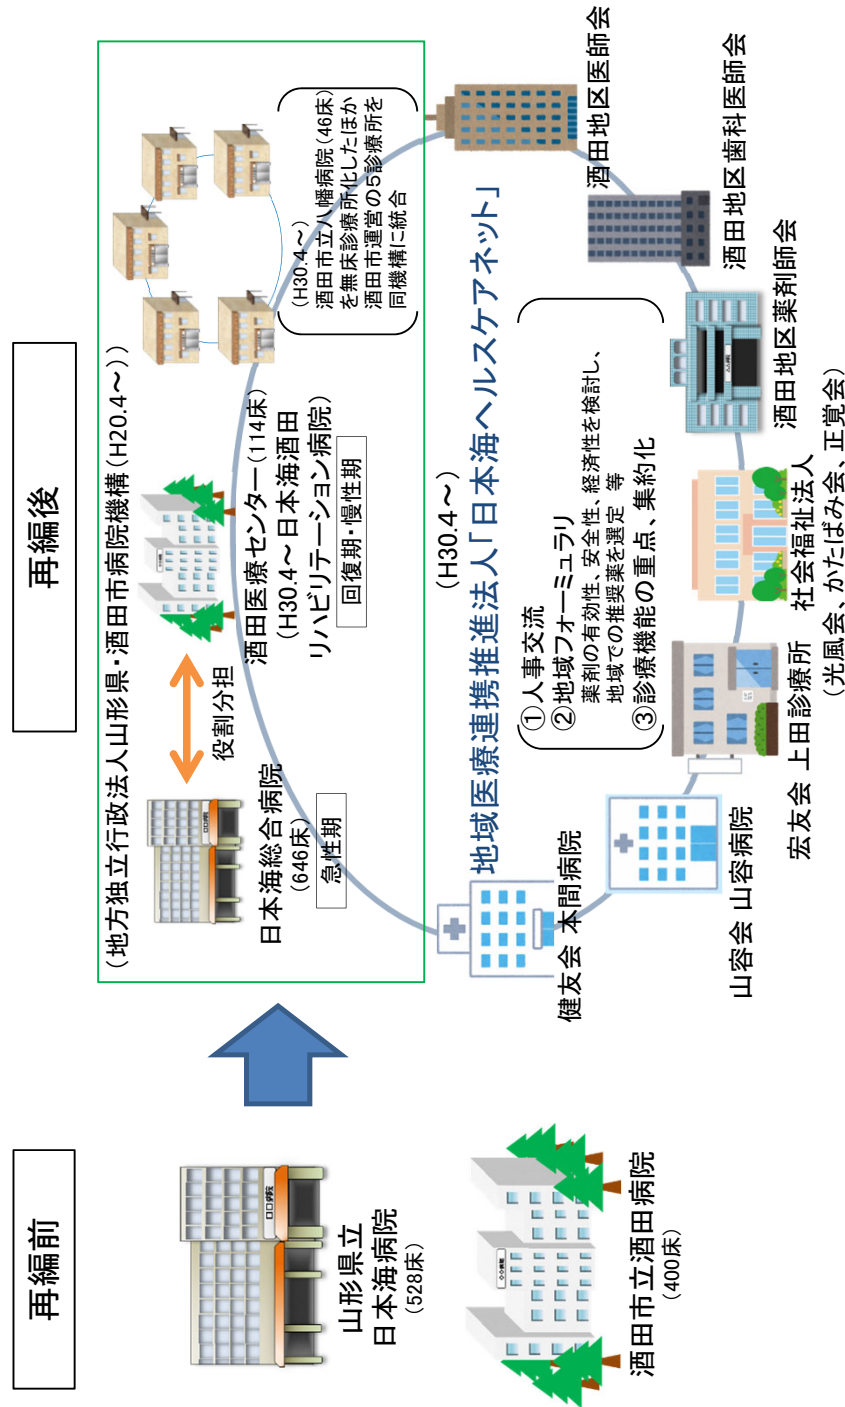 再編前
山形県立
日本海病院
(528床)
酒田市立酒田病院
(400床)
再編後
(地方独立行政法人山形県・酒田市病院機構(H20.4～))
日本海総合病院
(646床)
急性期
役割分担
酒田医療センター(114床)
(H30.4～日本海酒田
リハビリテーション病院)
回復期・慢性期
(H30.4～)
酒田市立八幡病院(46床)
を無床診療所化したほか
酒田市運営の5診療所を
同機構に統合
(H30.4～)
地域医療連携推進法人「日本海ヘルスケアネット」
①人事交流
②地域フォーミュラリ
薬剤の有効性、安全性、経済性を検討し、
地域での推奨薬を選定　等
③診療機能の重点、集約化
健友会 本間病院
山容会 山容病院
宏友会 上田診療所
社会福祉法人
(光風会、かたばみ会、正覚会)
酒田地区薬剤師会
酒田地区歯科医師会
酒田地区医師会